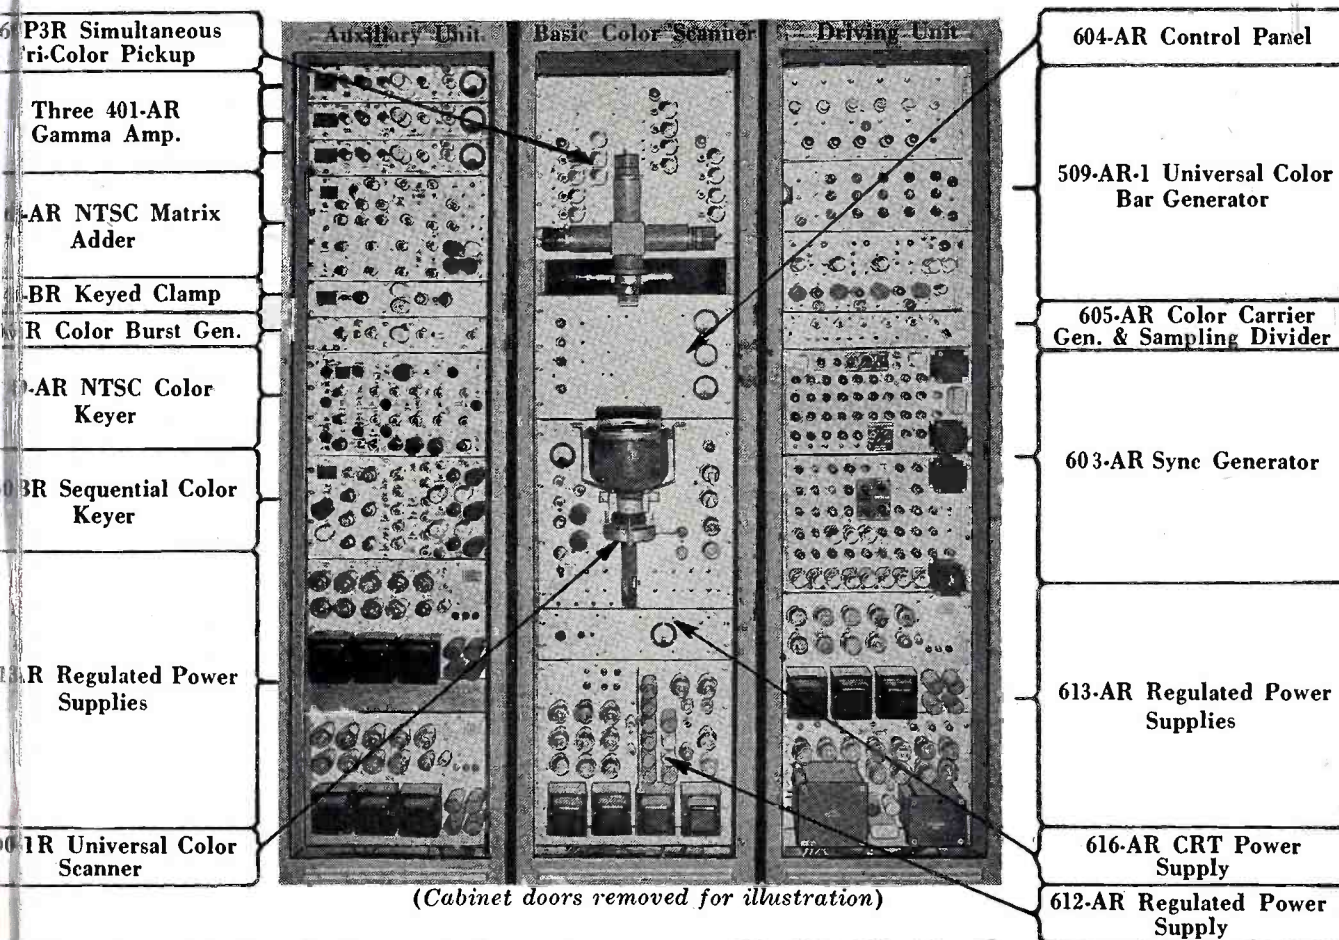 P3R Simultaneous
ri-Color Pickup
Three 401-AR
Gamma Amp.
-AR NTSC Matrix
Adder
-BR Keyed Clamp
R Color Burst Gen.
-AR NTSC Color
Keyer
BR Sequential Color
Keyer
R Regulated Power
Supplies
1R Universal Color
Scanner
Auxiliary Unit
Basic Color Scanner
Driving Unit
604-AR Control Panel
509-AR-1 Universal Color
Bar Generator
605-AR Color Carrier
Gen. & Sampling Divider
603-AR Sync Generator
613-AR Regulated Power
Supplies
616-AR CRT Power
Supply
612-AR Regulated Power
Supply
(Cabinet doors removed for illustration)